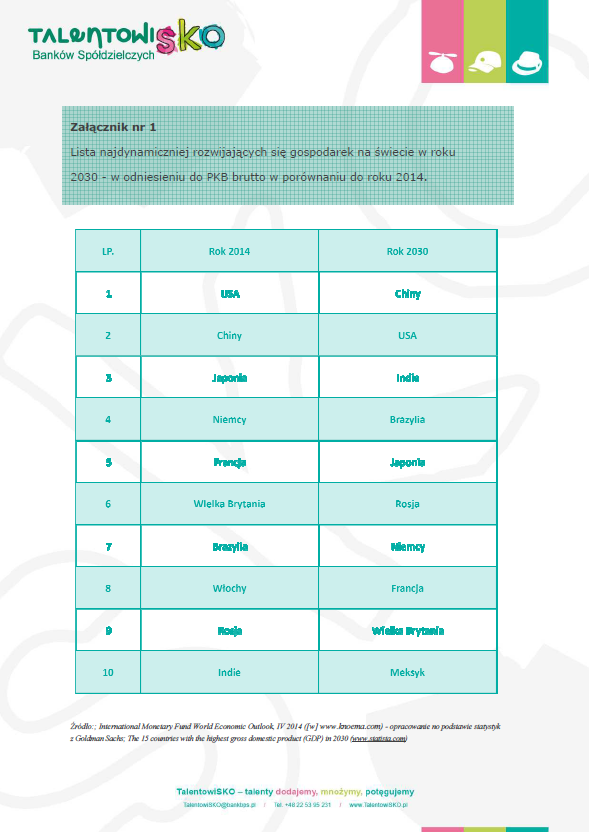 TALENTOWISKO
Banków Spółdzielczych
Załącznik nr 1
Lista najdynamiczniej rozwijających się gospodarek na świecie w roku
2030 - w odniesieniu do PKB brutto w porównaniu do roku 2014.
LP. Rok 2014 Rok 2030
1 USA Chiny
2 Chiny USA
3 Japonia Indie
4 Niemcy Brazylia
5 Francja Japonia
6 Wielka Brytania Rosja
7 Brazylia Niemcy
8 Włochy Francja
9 Rosja Wielka Brytania
10 Indie Meksyk
Źródło:; International Monetary Fund World Economic Outlook, IV 2014 ([w] www.knoema.com) - opracowanie na podstawie statystyk
z Goldman Sachs; The 15 countries with the highest gross domestic product (GDP) in 2030 (www.statista.com)
TalentowiSKO – talenty dodajemy, mnożymy, potęgujemy
TalentowiSKO@bankbps.pl / Tel. +48 22 53 95 231 / www.TalentowiSKO.pl